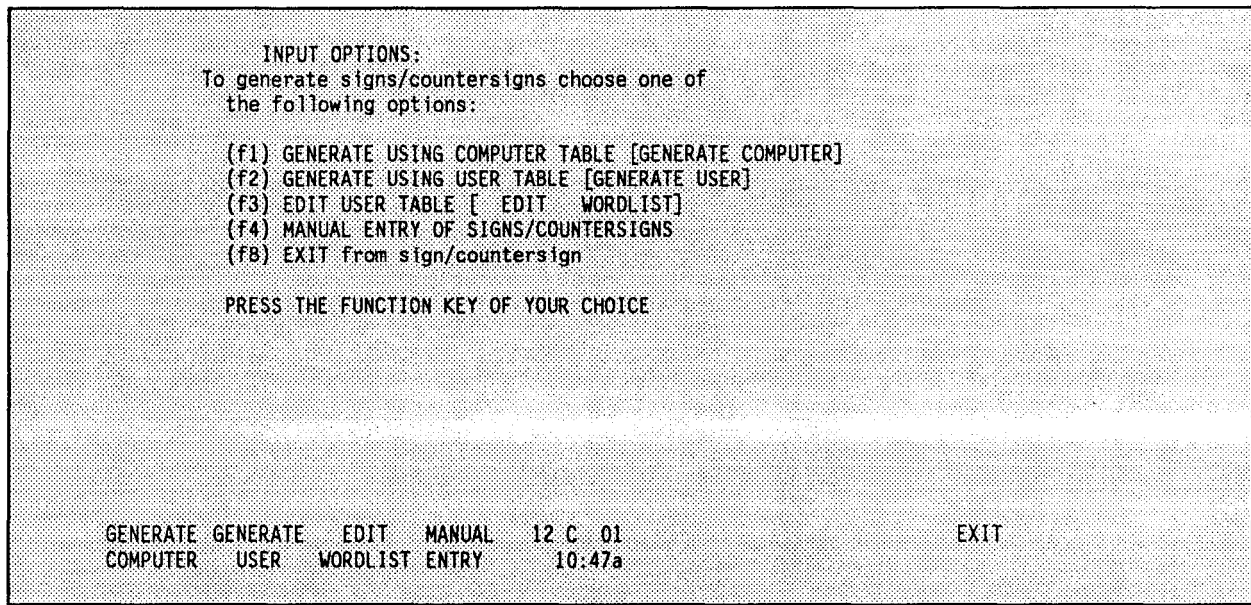 INPUT OPTIONS:
To generate signs/countersigns choose one of
the following options:
(f1) GENERATE USING COMPUTER TABLE [GENERATE COMPUTER]
(f2) GENERATE USING USER TABLE [GENERATE USER]
(f3) EDIT USER TABLE [ EDIT WORDLIST]
(f4) MANUAL ENTRY OF SIGNS/COUNTERSIGNS
(f8) EXIT from sign/countersign
PRESS THE FUNCTION KEY OF YOUR CHOICE
GENERATE GENERATE EDIT MANUAL 12 C 01 EXIT
COMPUTER USER WORDLIST ENTRY 10:47a